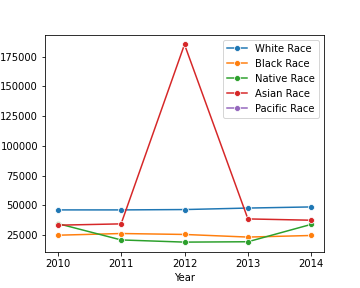 White Race
Black Race
Native Race
Asian Race
Pacific Race
175000
150000
125000
100000
75000
50000
25000
2010 2011 2012 2013 2014
Year